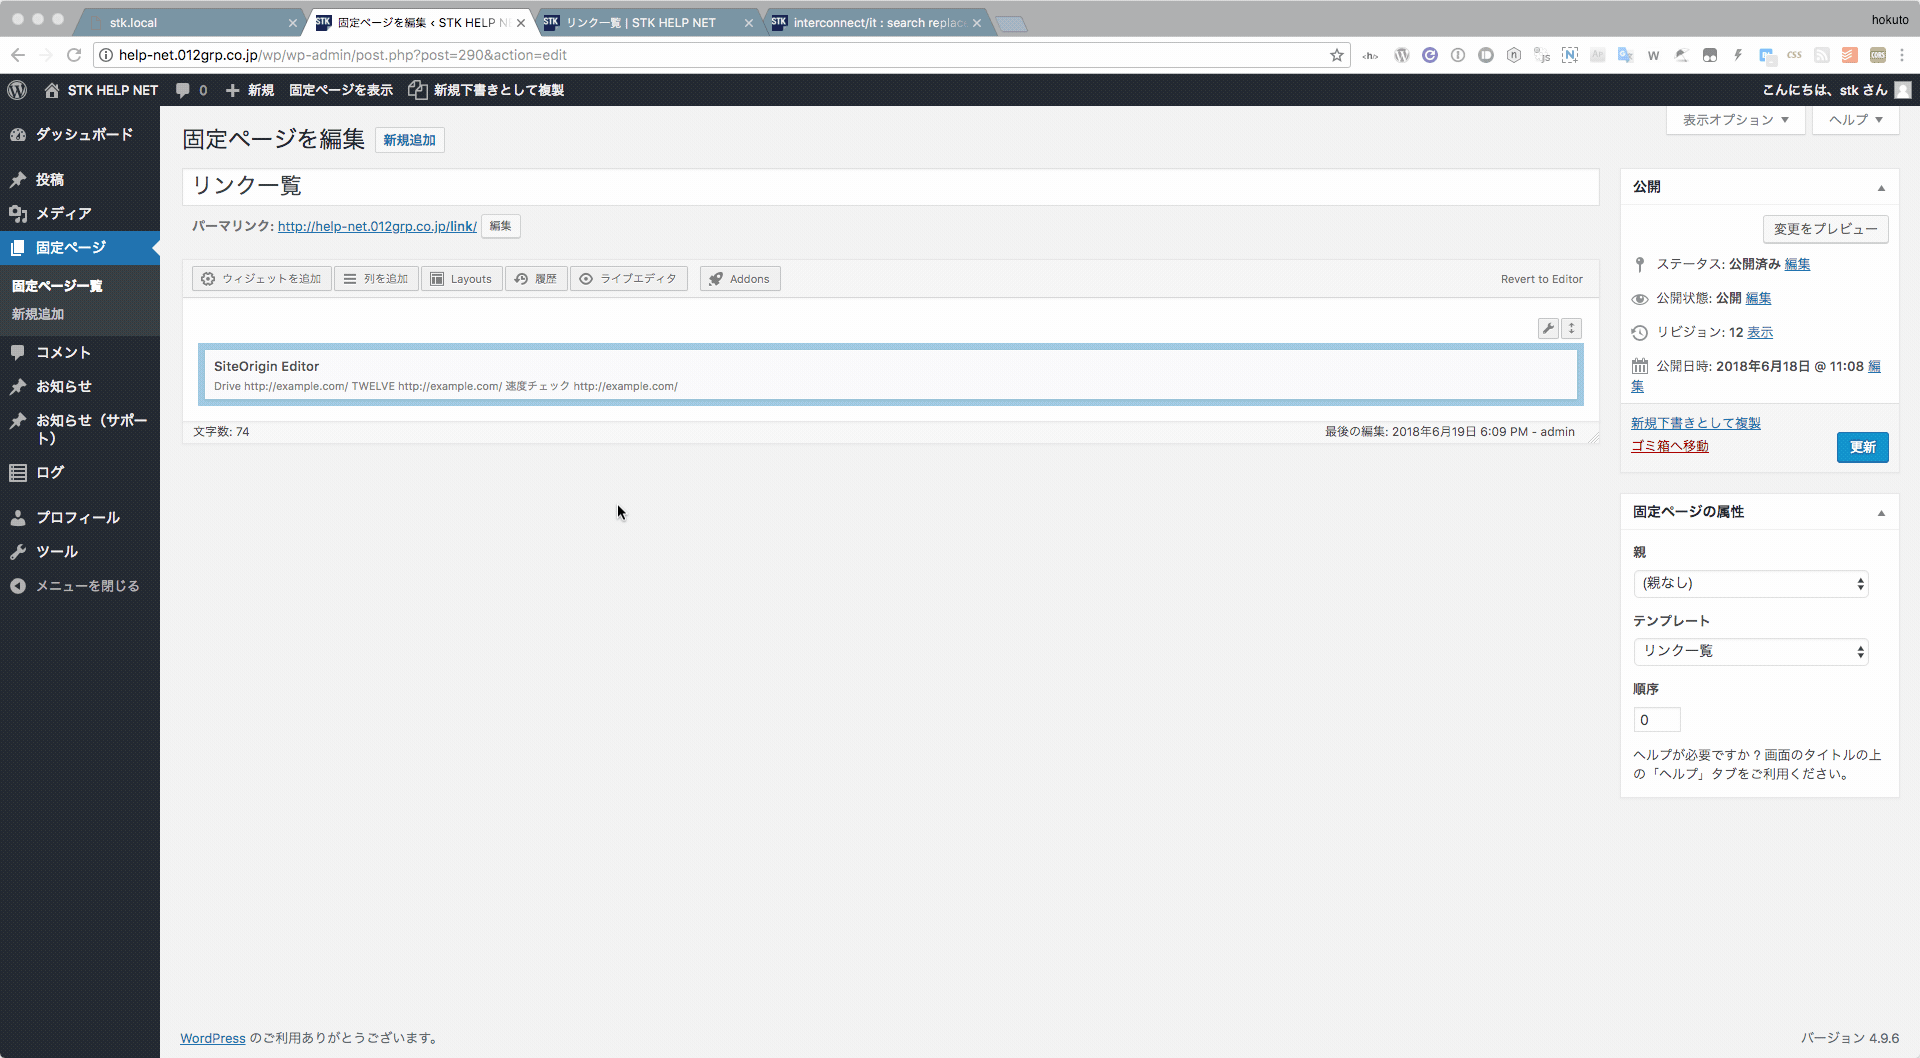 stk.local
固定ページを編集 ‹ STK HELP N
リンク一覧 | STK HELP NET
interconnect/it : search replac
hokuto
help-net.012grp.co.jp/wp/wp-admin/post.php?post=290&action=edit
STK HELP NET
0
新規
固定ページを表示
新規下書きとして複製
こんにちは、stk さん
ダッシュボード
投稿
メディア
固定ページ
固定ページ一覧
新規追加
コメント
お知らせ
お知らせ（サポー
ト）
ログ
プロフィール
ツール
メニューを閉じる
表示オプション
ヘルプ
固定ページを編集
新規追加
リンク一覧
パーマリンク: http://help-net.012grp.co.jp/link/
編集
ウィジェットを追加
列を追加
Layouts
履歴
ライブエディタ
Addons
Revert to Editor
SiteOrigin Editor
Drive http://example.com/ TWELVE http://example.com/ 速度チェック http://example.com/
文字数: 74
最後の編集: 2018年6月19日 6:09 PM - admin
公開
変更をプレビュー
ステータス: 公開済み 編集
公開状態: 公開 編集
リビジョン: 12 表示
公開日時: 2018年6月18日 @ 11:08 編
集
新規下書きとして複製
ゴミ箱へ移動
更新
固定ページの属性
親
(親なし)
テンプレート
リンク一覧
順序
0
ヘルプが必要ですか ? 画面のタイトルの上
の「ヘルプ」タブをご利用ください。
WordPress のご利用ありがとうございます。
バージョン 4.9.6